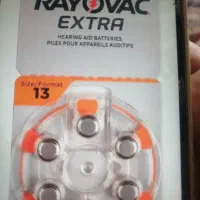 RAYOVAC
EXTRA
HEARING AID BATTERIES
PILES POUR APPAREILS AUDITIFS
Size/Format
13